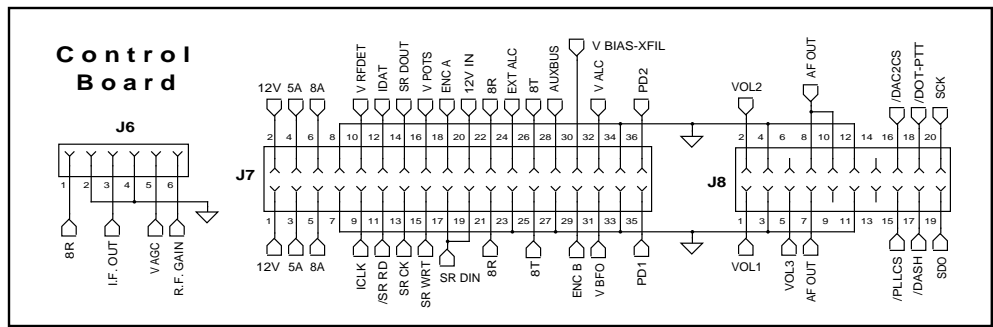 Control
Board
J6
1 2 3 4 5 6
8R
I.F. OUT
V AGC
R.F. GAIN
12V 5A 8A V RFDET IDAT SR DOUT V POTS ENC A 12V IN 8R EXT ALC 8T AUXBUS V BIAS-XFIL V ALC PD2
2 4 6 8 10 12 14 16 18 20 22 24 26 28 30 32 34 36
J7
1 3 5 7 9 11 13 15 17 19 21 23 25 27 29 31 33 35
12V 5A 8A ICLK /SR RD SR CK SR WRT SR DIN 8R 8T ENC B V BFO PD1
VOL2 AF OUT /DAC2CS /DOT-PTT SCK
2 4 6 8 10 12 14 16 18 20
J8
1 3 5 7 9 11 13 15 17 19
VOL1 VOL3 AF OUT /PLLCS /DASH SDO